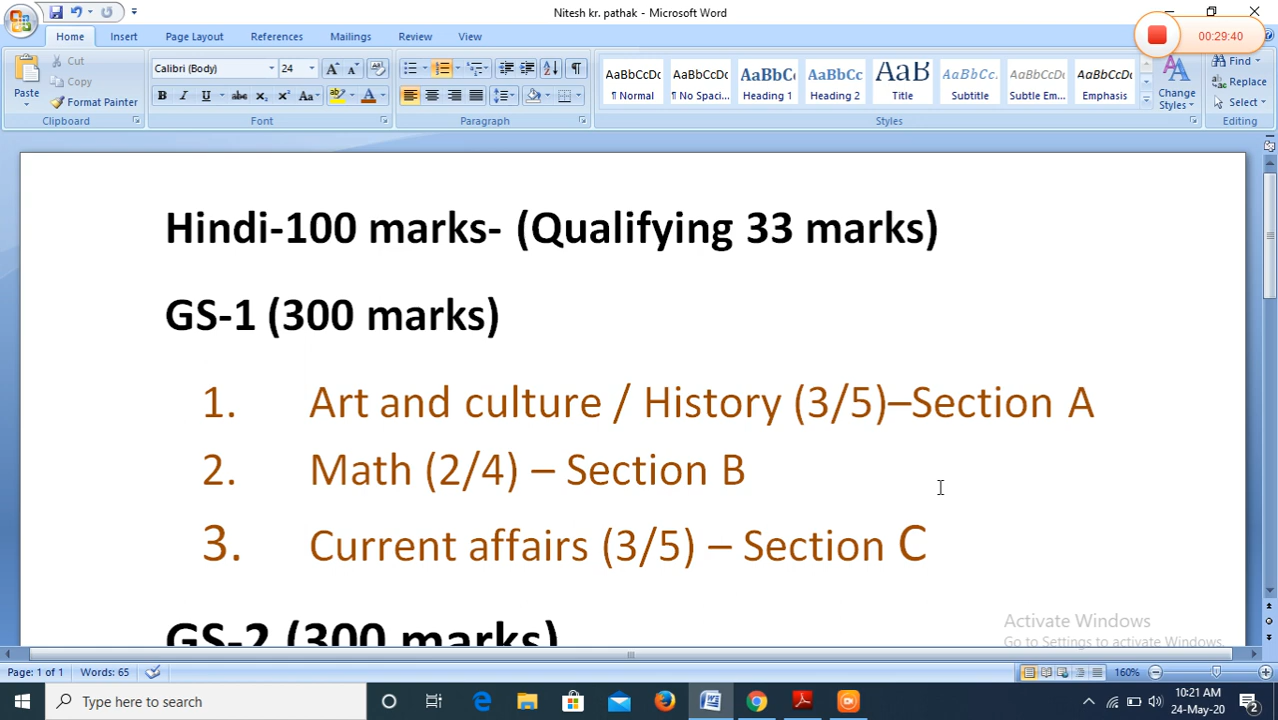 Nitesh kr. pathak - Microsoft Word
00:29:40
Home Insert Page Layout References Mailings Review View
Cut
Copy
Format Painter
Paste
Calibri (Body) 24
AaBbCcDc AaBbCcDc AaBbCc AaBbCc AaB AaBbCc. AaBbCcDc AaBbCcDc
¶ Normal ¶ No Spaci... Heading 1 Heading 2 Title Subtitle Subtle Em... Emphasis
Change
Styles
Find
Replace
Select
Clipboard Font Paragraph Styles Editing
Hindi-100 marks- (Qualifying 33 marks)
GS-1 (300 marks)
1. Art and culture / History (3/5)–Section A
2. Math (2/4) – Section B
3. Current affairs (3/5) – Section C
GS-2 (300 marks)
Activate Windows
Go to Settings to activate Windows.
Page: 1 of 1 Words: 65 160%
Type here to search
10:21 AM
24-May-20
2